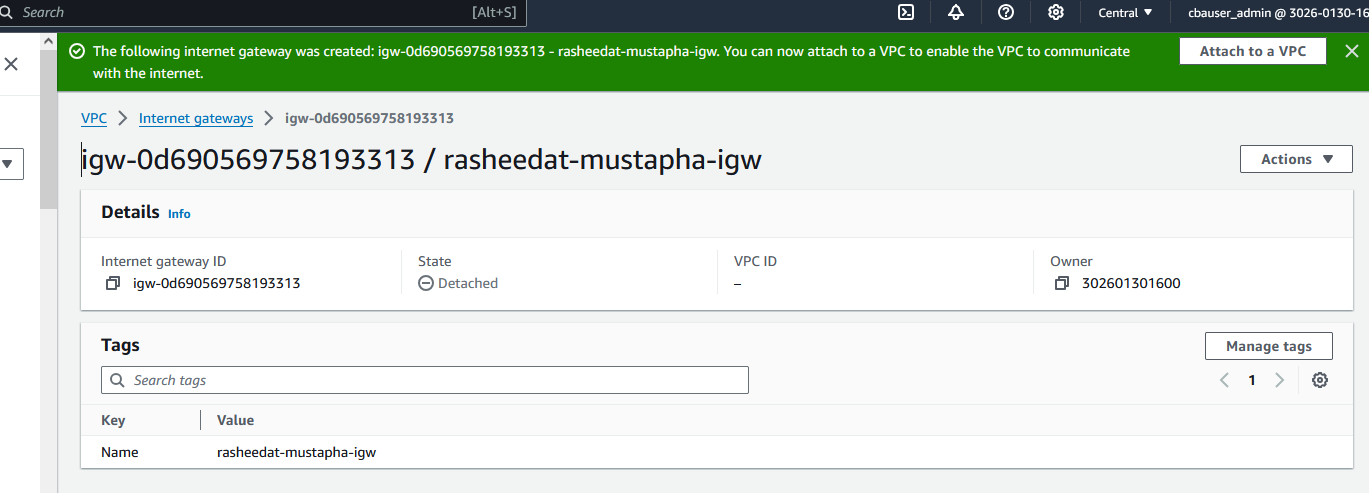 Search [Alt+S] Central cbauser_admin @ 3026-0130-16
The following internet gateway was created: igw-0d690569758193313 - rasheedat-mustapha-igw. You can now attach to a VPC to enable the VPC to communicate
with the internet.
Attach to a VPC
VPC Internet gateways igw-0d690569758193313
igw-0d690569758193313 / rasheedat-mustapha-igw
Actions
Details Info
Internet gateway ID State VPC ID Owner
igw-0d690569758193313 Detached – 302601301600
Tags
Manage tags
Search tags
1
Key Value
Name rasheedat-mustapha-igw